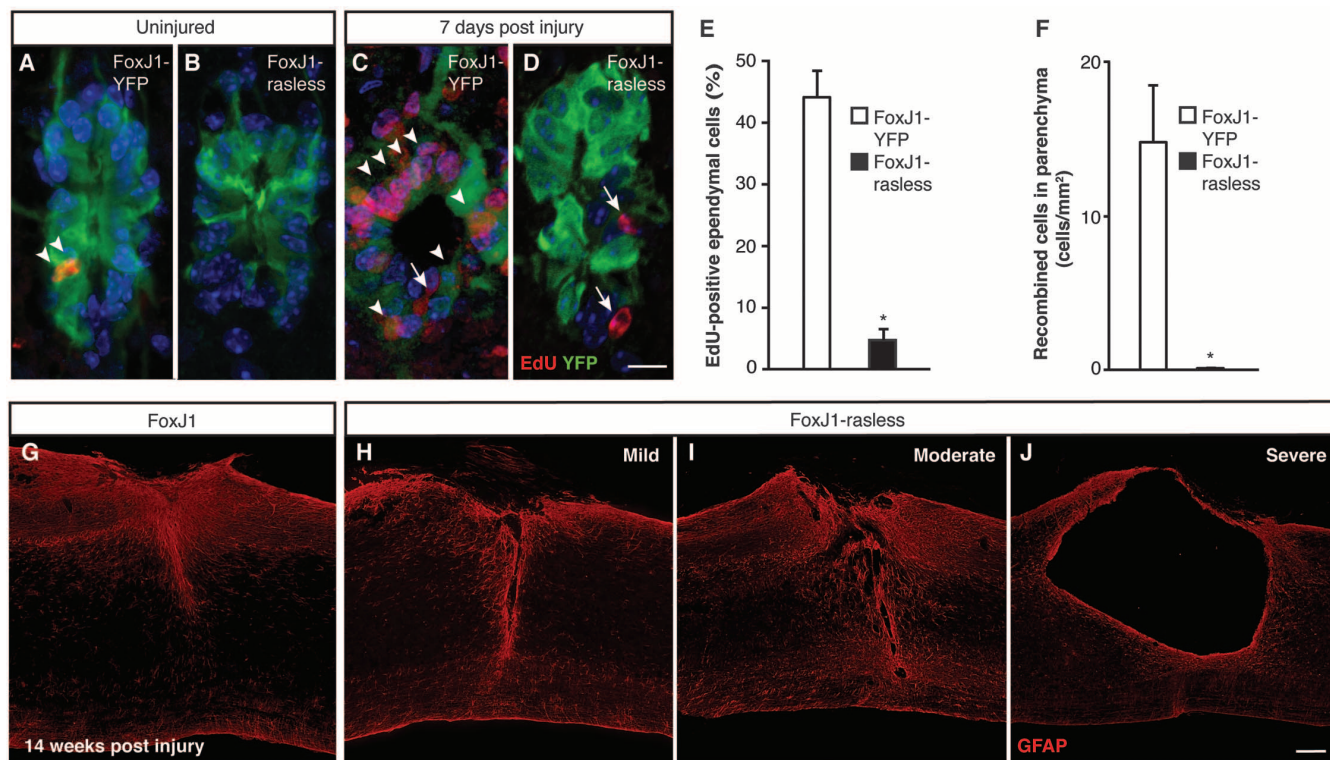 Uninjured
7 days post injury
A
FoxJ1-
YFP
B
FoxJ1-
rasless
C
FoxJ1-
YFP
D
FoxJ1-
rasless
EdU YFP
E
EdU-positive ependymal cells (%)
50
40
30
20
10
0
*
FoxJ1-
YFP
FoxJ1-
rasless
F
Recombined cells in parenchyma
(cells/mm²)
20
10
0
*
FoxJ1-
YFP
FoxJ1-
rasless
FoxJ1
FoxJ1-rasless
G
14 weeks post injury
H
Mild
I
Moderate
J
Severe
GFAP